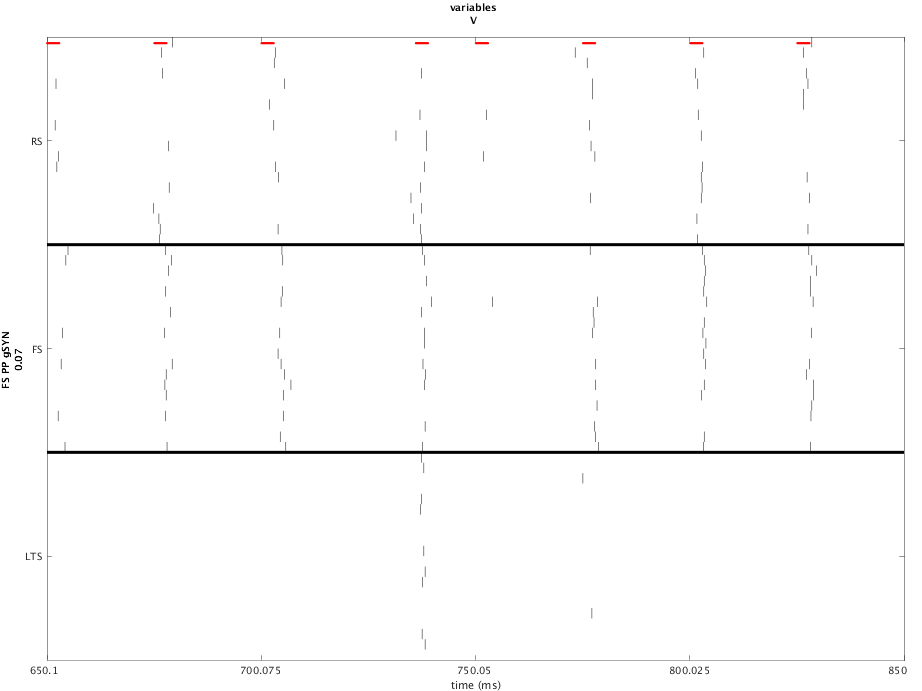 variables
V
RS
FS
LTS
FS PP gSYN
0.07
650.1
700.075
750.05
800.025
850
time (ms)